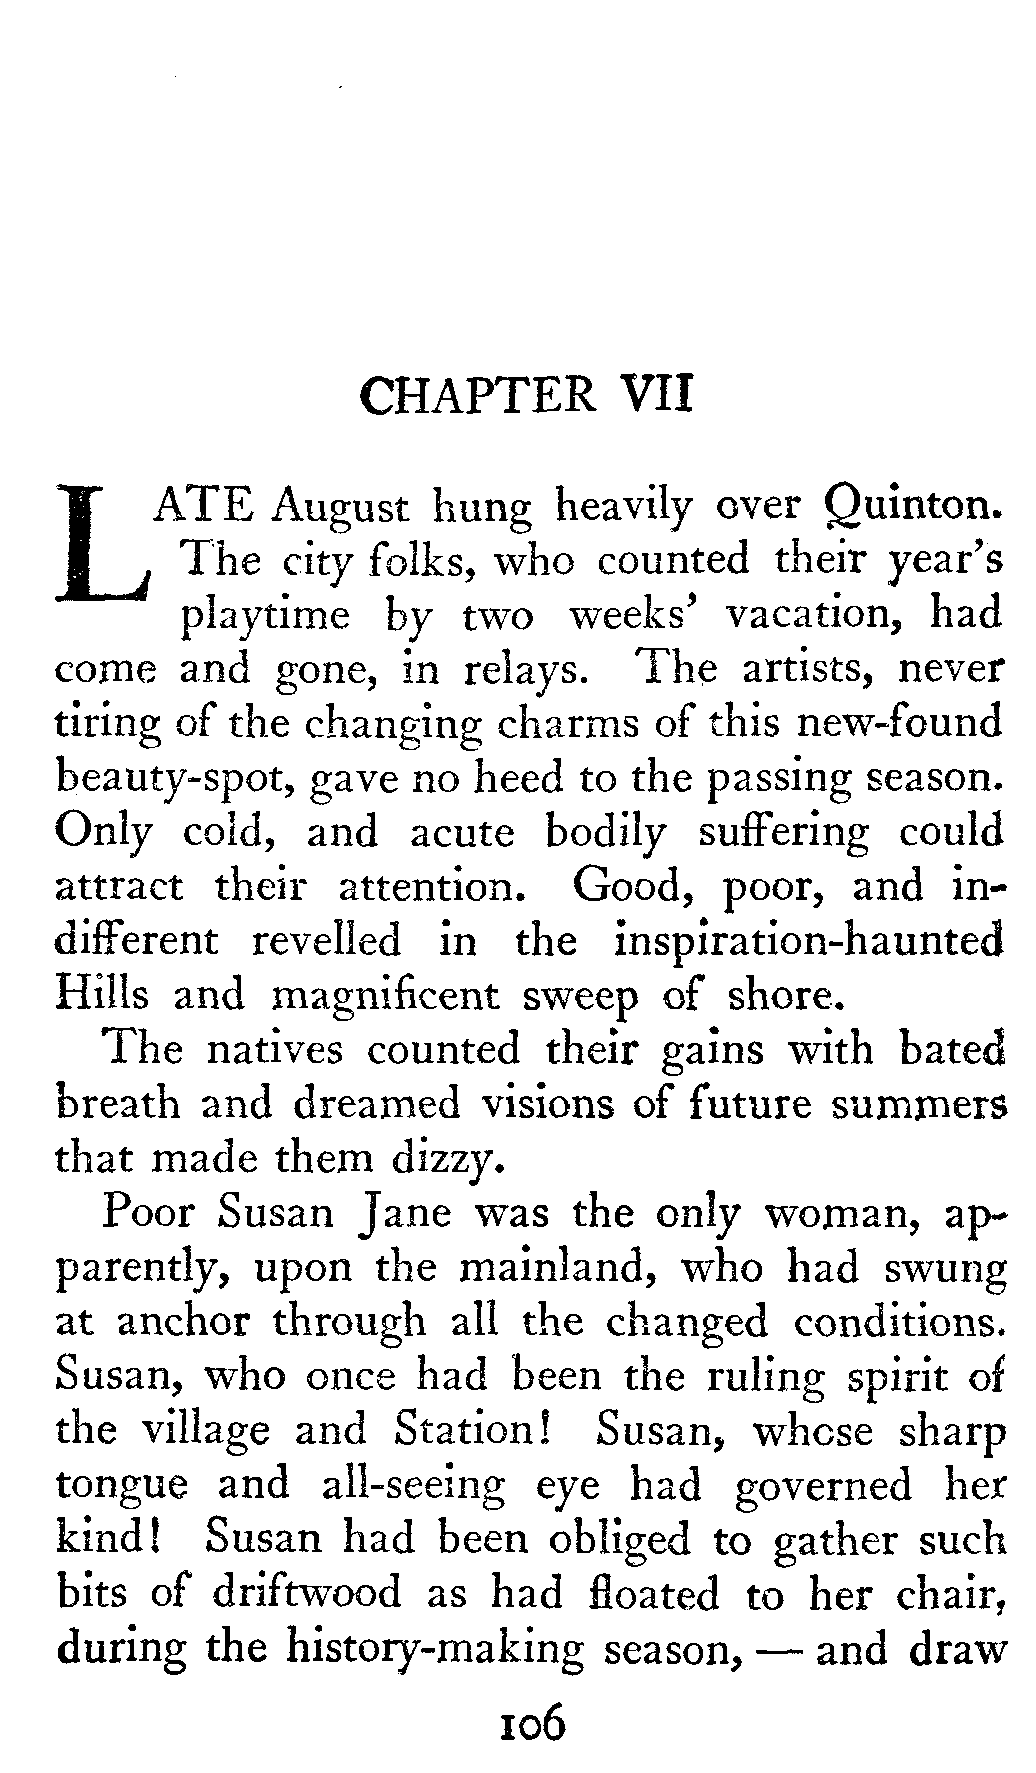 CHAPTER VII
LATE August hung heavily over Quinton.
The city folks, who counted their year's
playtime by two weeks' vacation, had
come and gone, in relays. The artists, never
tiring of the changing charms of this new-found
beauty-spot, gave no heed to the passing season.
Only cold, and acute bodily suffering could
attract their attention. Good, poor, and in-
different revelled in the inspiration-haunted
Hills and magnificent sweep of shore.
The natives counted their gains with bated
breath and dreamed visions of future summers
that made them dizzy.
Poor Susan Jane was the only woman, ap-
parently, upon the mainland, who had swung
at anchor through all the changed conditions.
Susan, who once had been the ruling spirit of
the village and Station! Susan, whose sharp
tongue and all-seeing eye had governed her
kind! Susan had been obliged to gather such
bits of driftwood as had floated to her chair,
during the history-making season, — and draw
106